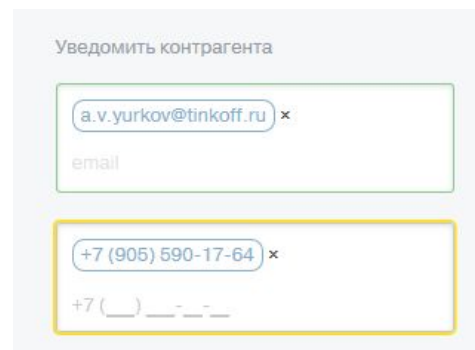 Уведомить контрагента
a.v.yurkov@tinkoff.ru ×
email
+7 (905) 590-17-64 ×
+7 (___) ___-__-__